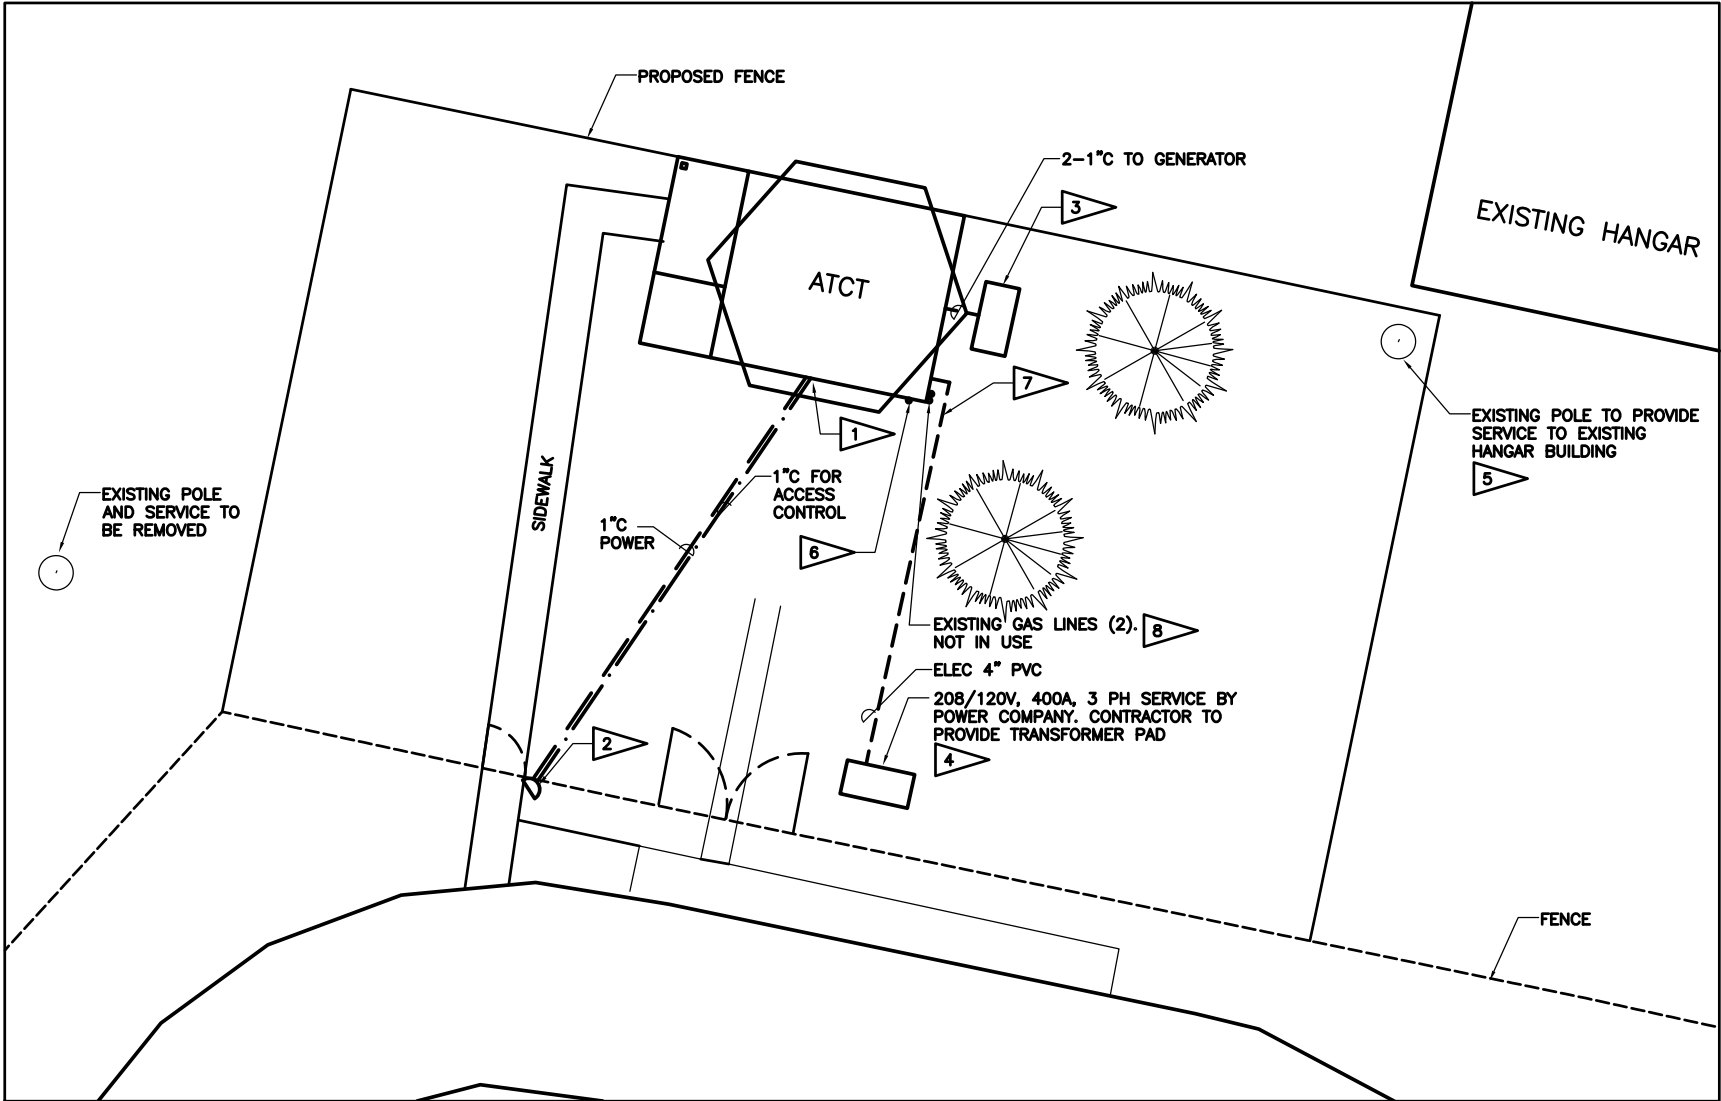 PROPOSED FENCE
2-1"C TO GENERATOR
3
EXISTING HANGAR
ATCT
7
1
EXISTING POLE TO PROVIDE
SERVICE TO EXISTING
HANGAR BUILDING
5
EXISTING POLE
AND SERVICE TO
BE REMOVED
SIDEWALK
1"C FOR
ACCESS
CONTROL
1"C
POWER
6
EXISTING GAS LINES (2).
NOT IN USE
8
ELEC 4" PVC
208/120V, 400A, 3 PH SERVICE BY
POWER COMPANY. CONTRACTOR TO
PROVIDE TRANSFORMER PAD
4
2
FENCE